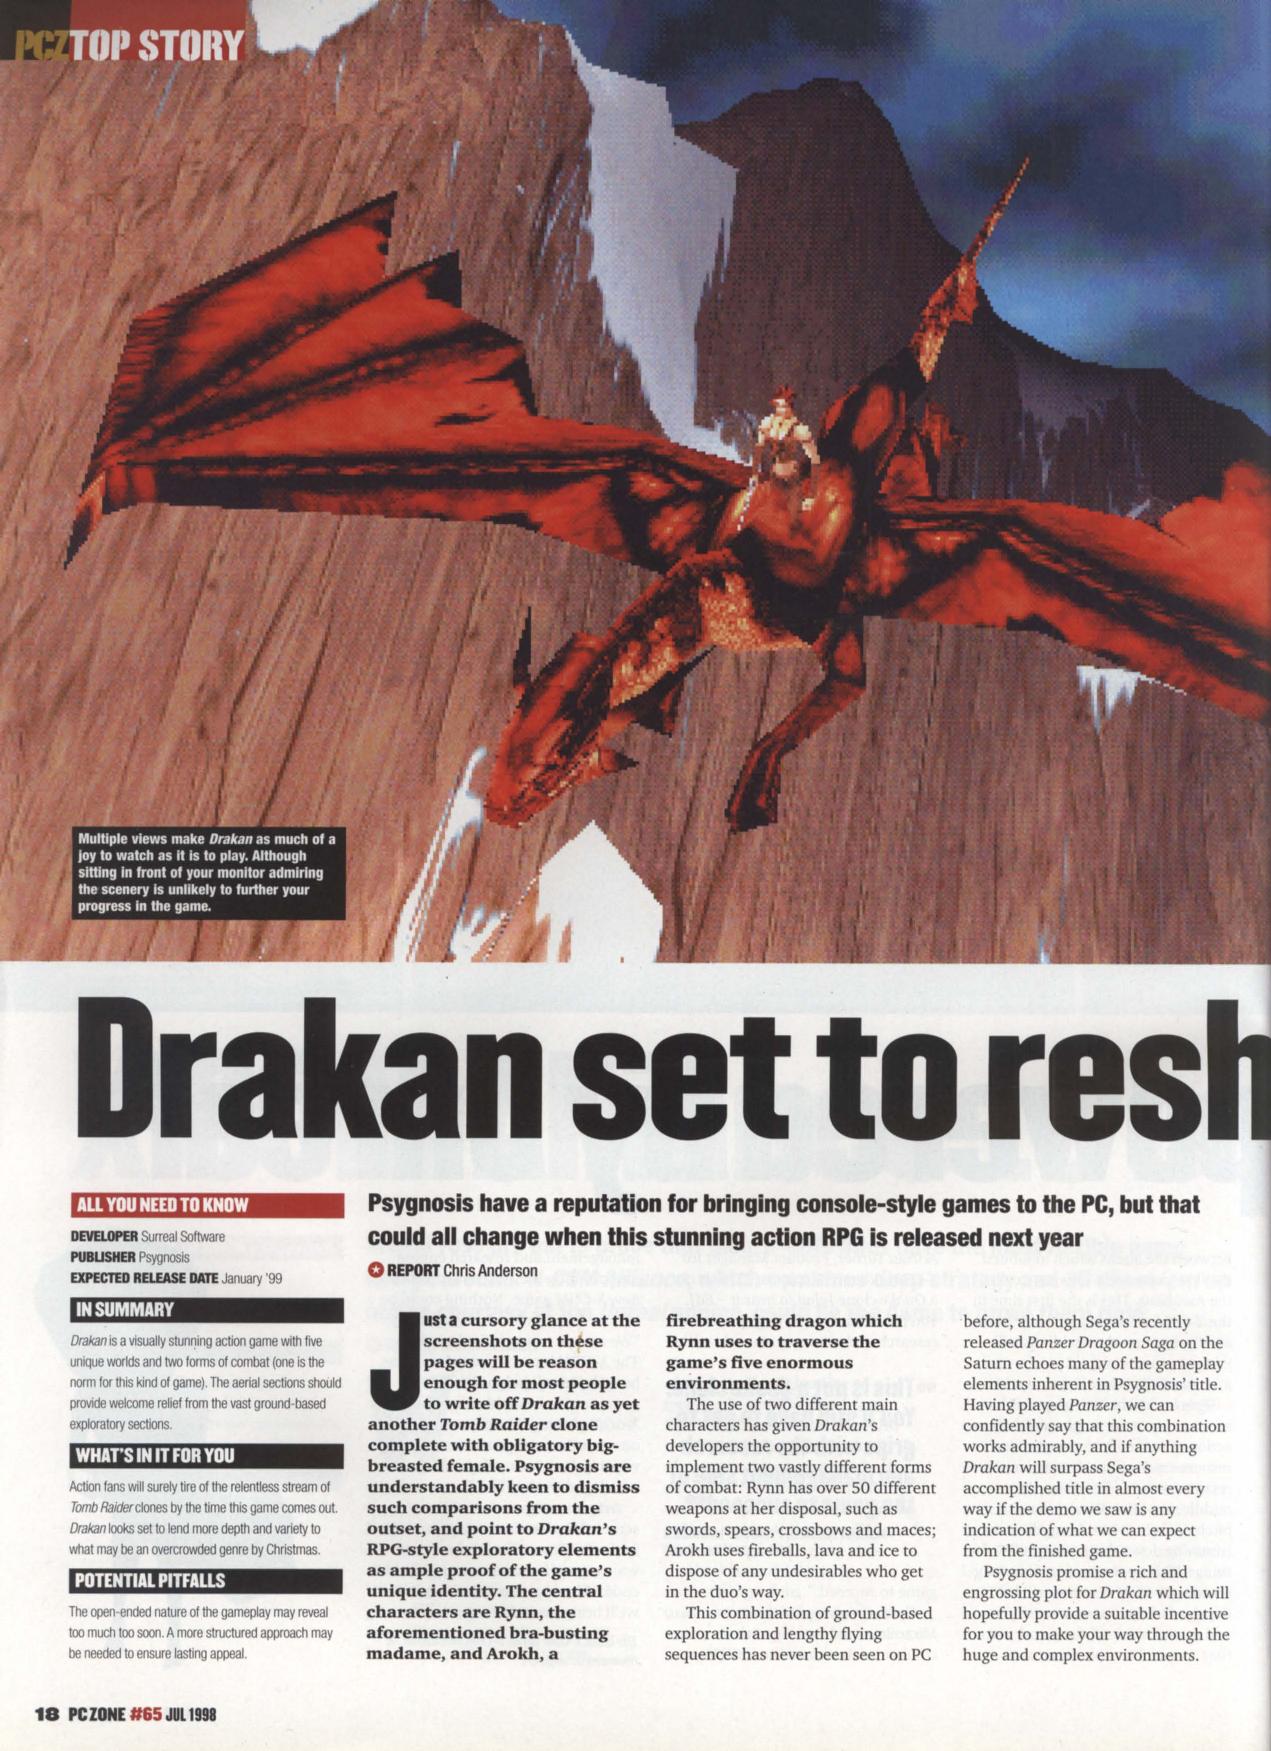 PCZ TOP STORY
Multiple views make Drakan as much of a
joy to watch as it is to play. Although
sitting in front of your monitor admiring
the scenery is unlikely to further your
progress in the game.
Drakan set to resh
ALL YOU NEED TO KNOW
DEVELOPER Surreal Software
PUBLISHER Psygnosis
EXPECTED RELEASE DATE January '99
IN SUMMARY
Drakan is a visually stunning action game with five
unique worlds and two forms of combat (one is the
norm for this kind of game). The aerial sections should
provide welcome relief from the vast ground-based
exploratory sections.
WHAT'S IN IT FOR YOU
Action fans will surely tire of the relentless stream of
Tomb Raider clones by the time this game comes out.
Drakan looks set to lend more depth and variety to
what may be an overcrowded genre by Christmas.
POTENTIAL PITFALLS
The open-ended nature of the gameplay may reveal
too much too soon. A more structured approach may
be needed to ensure lasting appeal.
Psygnosis have a reputation for bringing console-style games to the PC, but that
could all change when this stunning action RPG is released next year
REPORT Chris Anderson
Just a cursory glance at the
screenshots on these
pages will be reason
enough for most people
to write off Drakan as yet
another Tomb Raider clone
complete with obligatory big-
breasted female. Psygnosis are
understandably keen to dismiss
such comparisons from the
outset, and point to Drakan's
RPG-style exploratory elements
as ample proof of the game's
unique identity. The central
characters are Rynn, the
aforementioned bra-busting
madame, and Arokh, a
firebreathing dragon which
Rynn uses to traverse the
game's five enormous
environments.
The use of two different main
characters has given Drakan's
developers the opportunity to
implement two vastly different forms
of combat: Rynn has over 50 different
weapons at her disposal, such as
swords, spears, crossbows and maces;
Arokh uses fireballs, lava and ice to
dispose of any undesirables who get
in the duo's way.
This combination of ground-based
exploration and lengthy flying
sequences has never been seen on PC
before, although Sega's recently
released Panzer Dragoon Saga on the
Saturn echoes many of the gameplay
elements inherent in Psygnosis' title.
Having played Panzer, we can
confidently say that this combination
works admirably, and if anything
Drakan will surpass Sega's
accomplished title in almost every
way if the demo we saw is any
indication of what we can expect
from the finished game.
Psygnosis promise a rich and
engrossing plot for Drakan which will
hopefully provide a suitable incentive
for you to make your way through the
huge and complex environments.
18 PC ZONE #65 JUL 1998